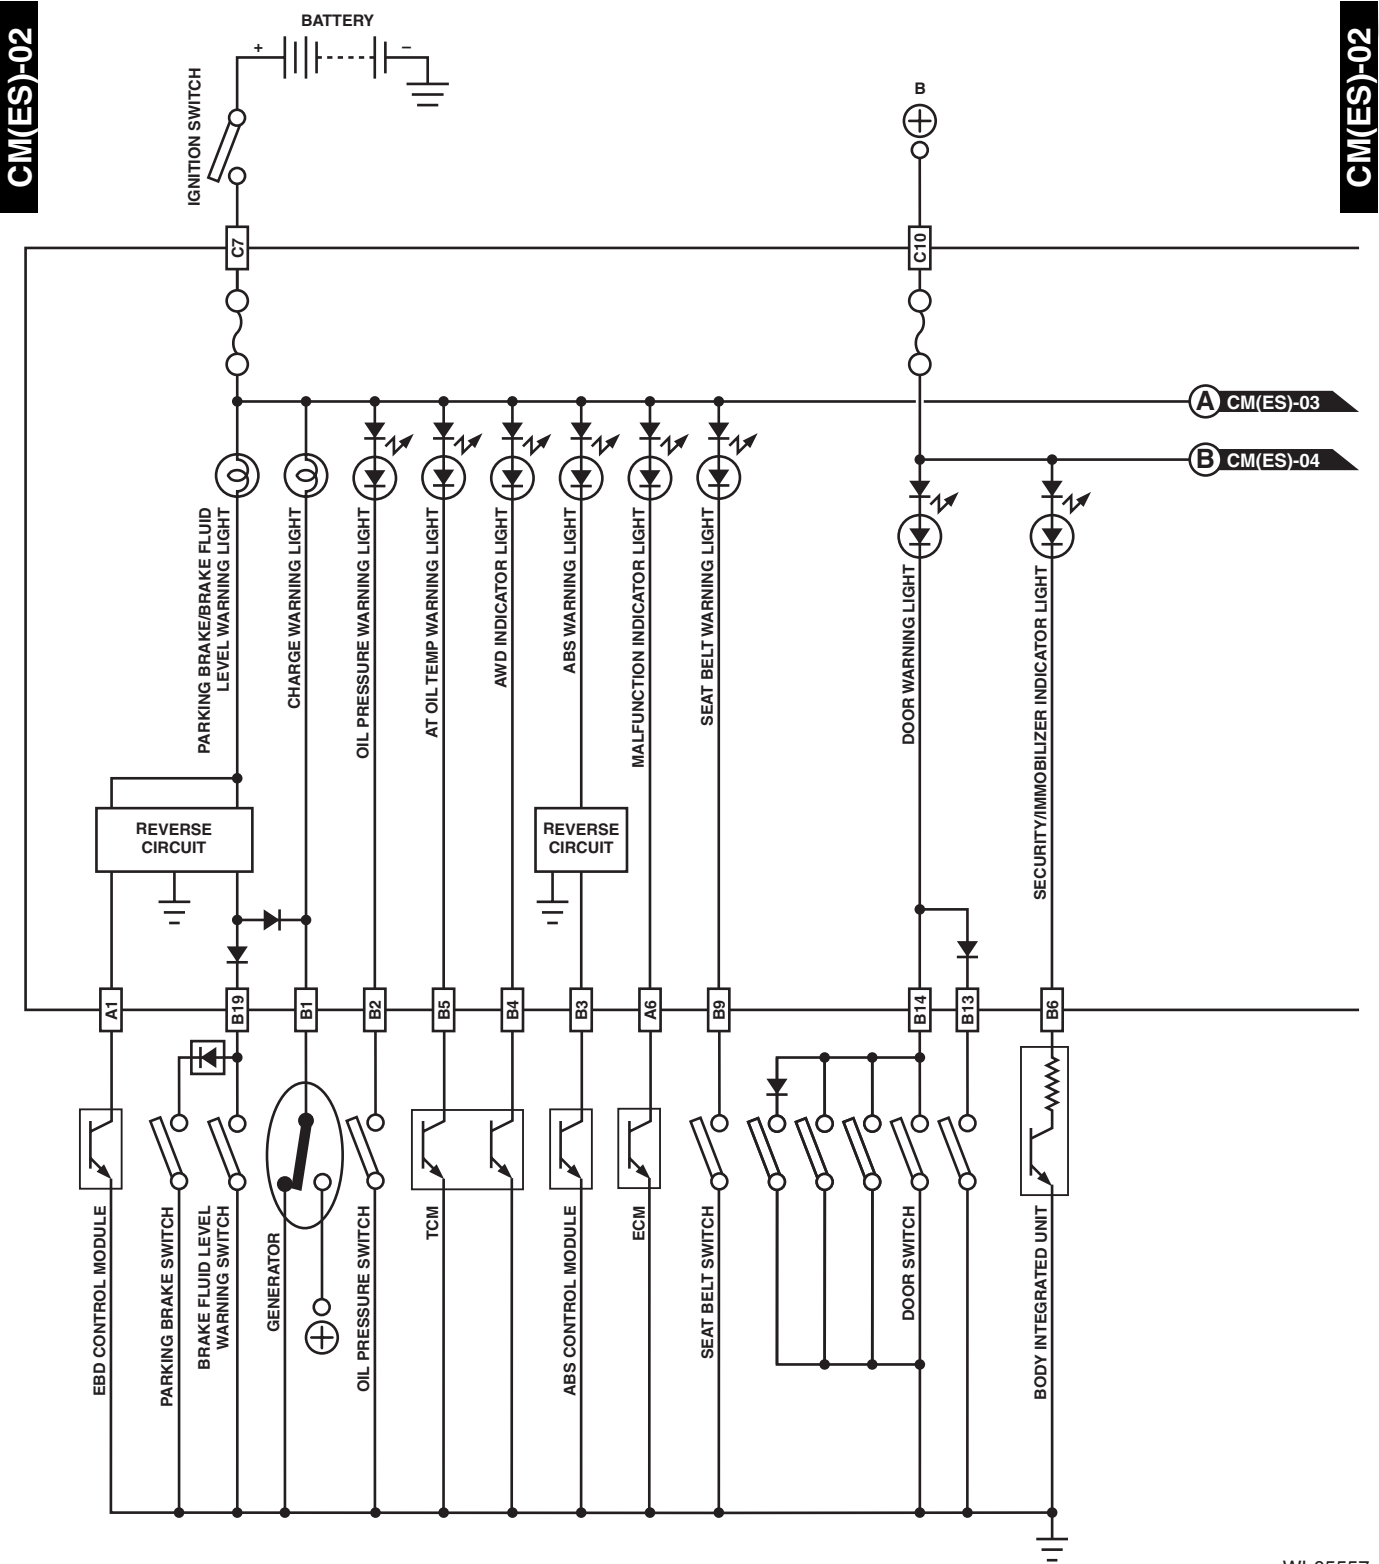 CM(ES)-02
CM(ES)-02
BATTERY
+
–
IGNITION SWITCH
B
C7
C10
A CM(ES)-03
B CM(ES)-04
PARKING BRAKE/BRAKE FLUID
LEVEL WARNING LIGHT
CHARGE WARNING LIGHT
OIL PRESSURE WARNING LIGHT
AT OIL TEMP WARNING LIGHT
AWD INDICATOR LIGHT
ABS WARNING LIGHT
MALFUNCTION INDICATOR LIGHT
SEAT BELT WARNING LIGHT
DOOR WARNING LIGHT
SECURITY/IMMOBILIZER INDICATOR LIGHT
REVERSE
CIRCUIT
REVERSE
CIRCUIT
A1
B19
B1
B2
B5
B4
B3
A6
B9
B14
B13
B6
EBD CONTROL MODULE
PARKING BRAKE SWITCH
BRAKE FLUID LEVEL
WARNING SWITCH
GENERATOR
OIL PRESSURE SWITCH
TCM
ABS CONTROL MODULE
ECM
SEAT BELT SWITCH
DOOR SWITCH
BODY INTEGRATED UNIT